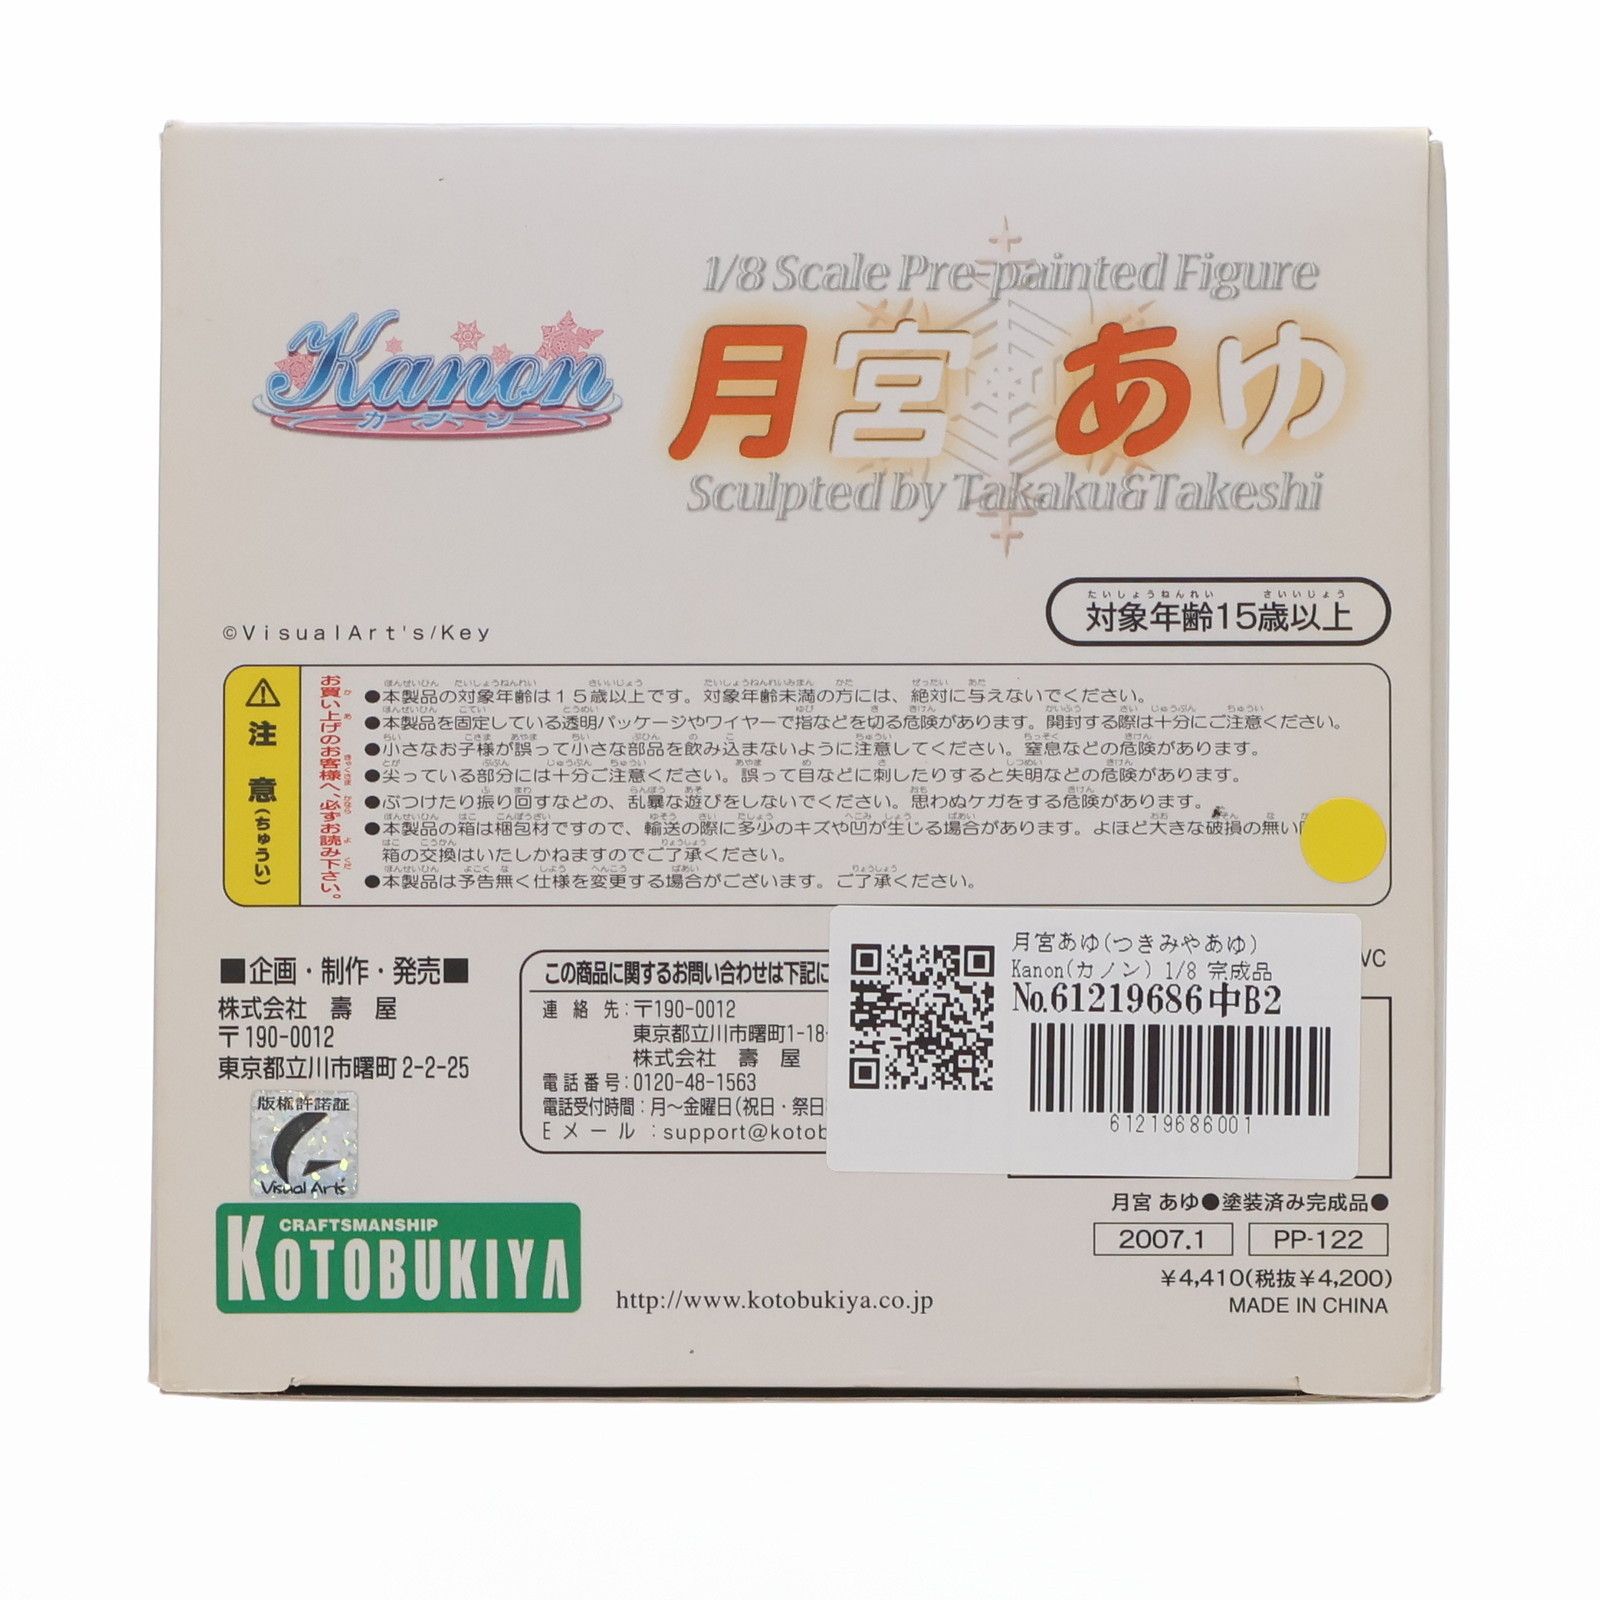 1/8 Scale Pre-painted Figure
Kanon
カノン
月宮あゆ
Sculpted by Takaku&Takeshi
対象年齢15歳以上
©VisualArt's/Key
注意(ちゅうい)
お買い上げのお客様へ、必ずお読み下さい。
●本製品の対象年齢は15歳以上です。対象年齢未満の方には、絶対に与えないでください。
●本製品を固定している透明パッケージやワイヤーで指などを切る危険があります。開封する際は十分にご注意ください。
●小さなお子様が誤って小さな部品を飲み込まないように注意してください。窒息などの危険があります。
●尖っている部分には十分ご注意ください。誤って目などに刺したりすると失明などの危険があります。
●ぶつけたり振り回すなどの、乱暴な遊びをしないでください。思わぬケガをする危険があります。
●本製品の箱は梱包材ですので、輸送の際に多少のキズや凹が生じる場合があります。よほど大きな破損の無い
箱の交換はいたしかねますのでご了承ください。
●本製品は予告無く仕様を変更する場合がございます。ご了承ください。
■企画・制作・発売■
株式会社 壽屋
〒190-0012
東京都立川市曙町2-2-25
この商品に関するお問い合わせは下記に
連絡先:〒190-0012
東京都立川市曙町1-18-
株式会社 壽屋
電話番号:0120-48-1563
電話受付時間:月～金曜日(祝日・祭日
Eメール:support@kotob
VC
月宮あゆ(つきみやあゆ)
Kanon(カノン) 1/8 完成品
No.61219686中B2
61219686001
版権許諾証
Visual Art's
CRAFTSMANSHIP
KOTOBUKIYA
http://www.kotobukiya.co.jp
月宮 あゆ●塗装済み完成品●
2007.1
PP-122
￥4,410(税抜￥4,200)
MADE IN CHINA